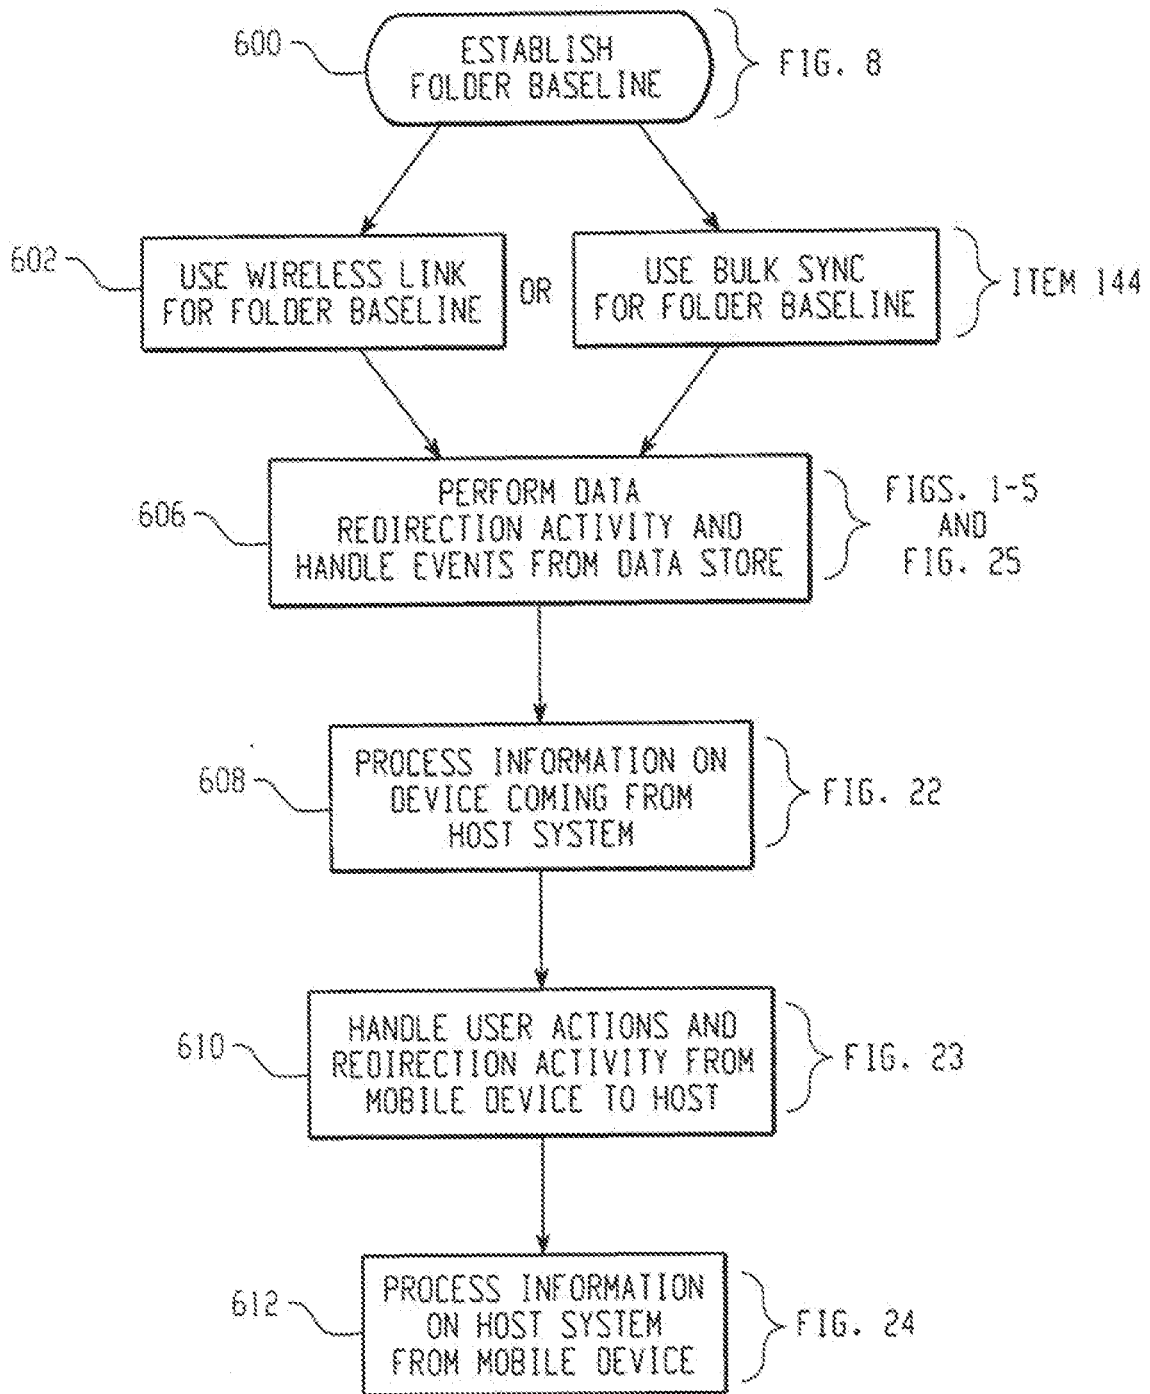 600
ESTABLISH
FOLDER BASELINE
FIG. 8
602
USE WIRELESS LINK
FOR FOLDER BASELINE
OR
USE BULK SYNC
FOR FOLDER BASELINE
ITEM 144
606
PERFORM DATA
REDIRECTION ACTIVITY AND
HANDLE EVENTS FROM DATA STORE
FIGS. 1-5
AND
FIG. 25
608
PROCESS INFORMATION ON
DEVICE COMING FROM
HOST SYSTEM
FIG. 22
610
HANDLE USER ACTIONS AND
REDIRECTION ACTIVITY FROM
MOBILE DEVICE TO HOST
FIG. 23
612
PROCESS INFORMATION
ON HOST SYSTEM
FROM MOBILE DEVICE
FIG. 24